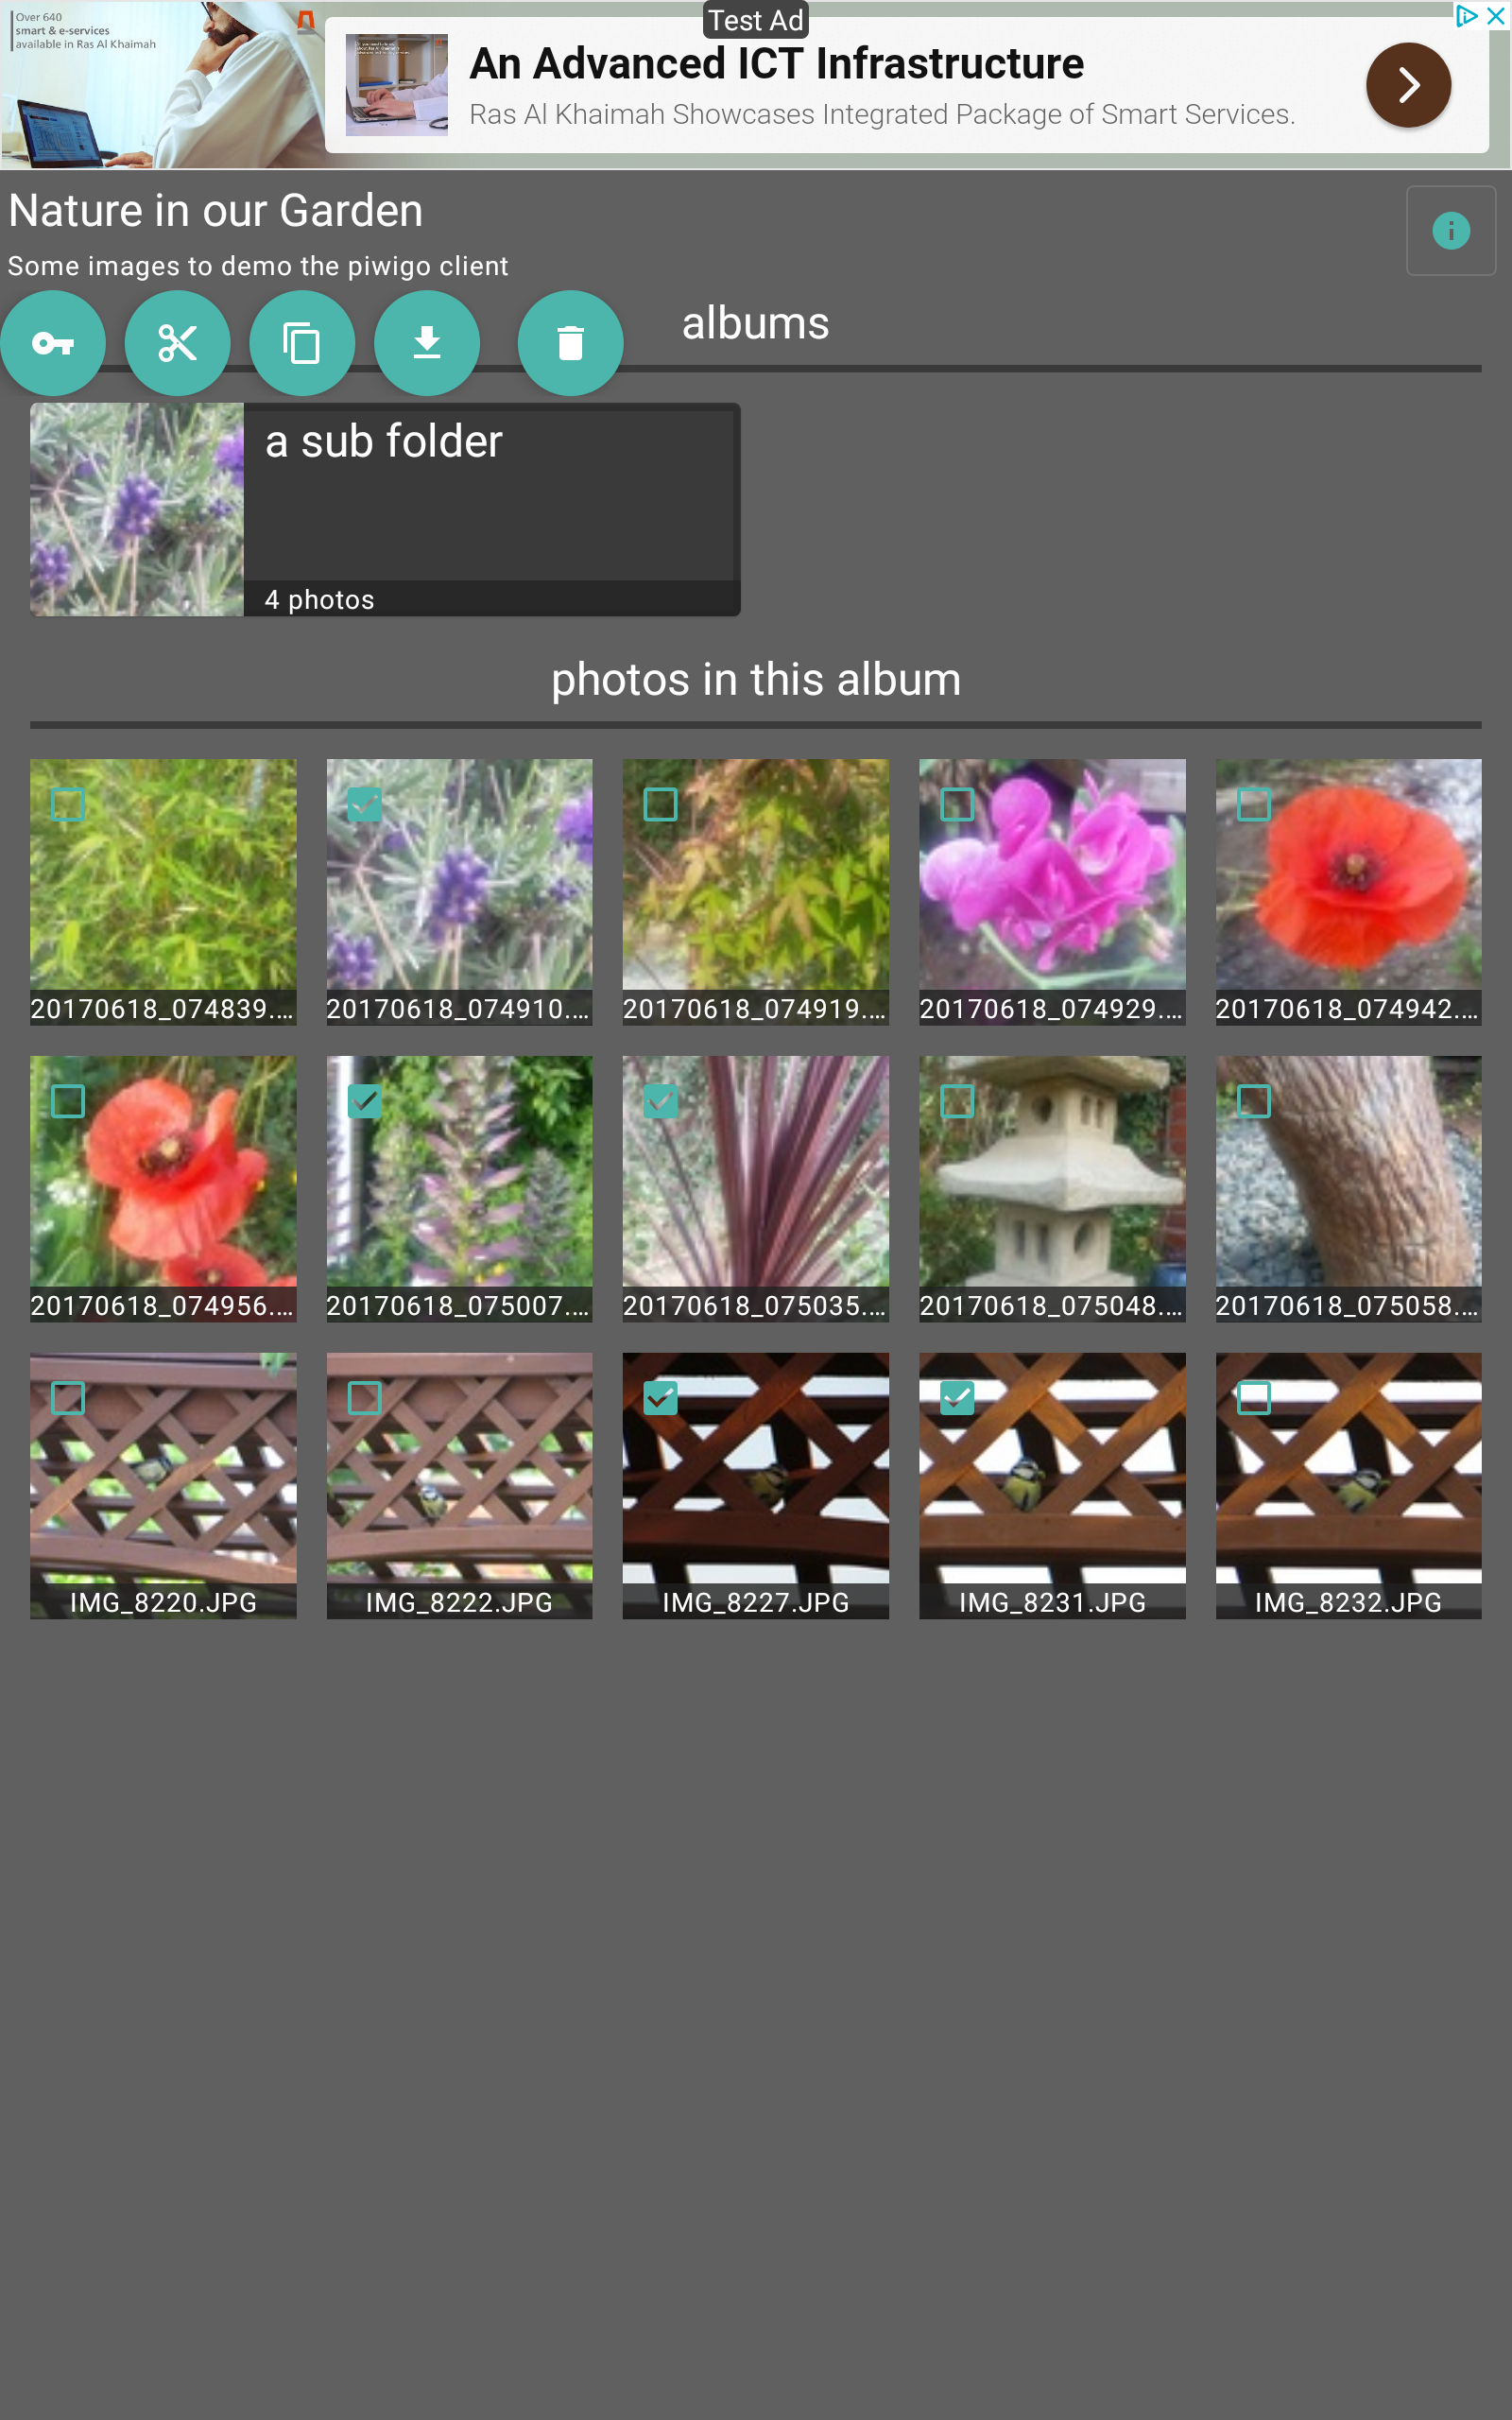 Over 640
smart & e-services
available in Ras Al Khaimah
Test Ad
An Advanced ICT Infrastructure
Ras Al Khaimah Showcases Integrated Package of Smart Services.
Nature in our Garden
Some images to demo the piwigo client
albums
a sub folder
4 photos
photos in this album
20170618_074839....
20170618_074910....
20170618_074919....
20170618_074929....
20170618_074942....
20170618_074956....
20170618_075007....
20170618_075035....
20170618_075048....
20170618_075058....
IMG_8220.JPG
IMG_8222.JPG
IMG_8227.JPG
IMG_8231.JPG
IMG_8232.JPG